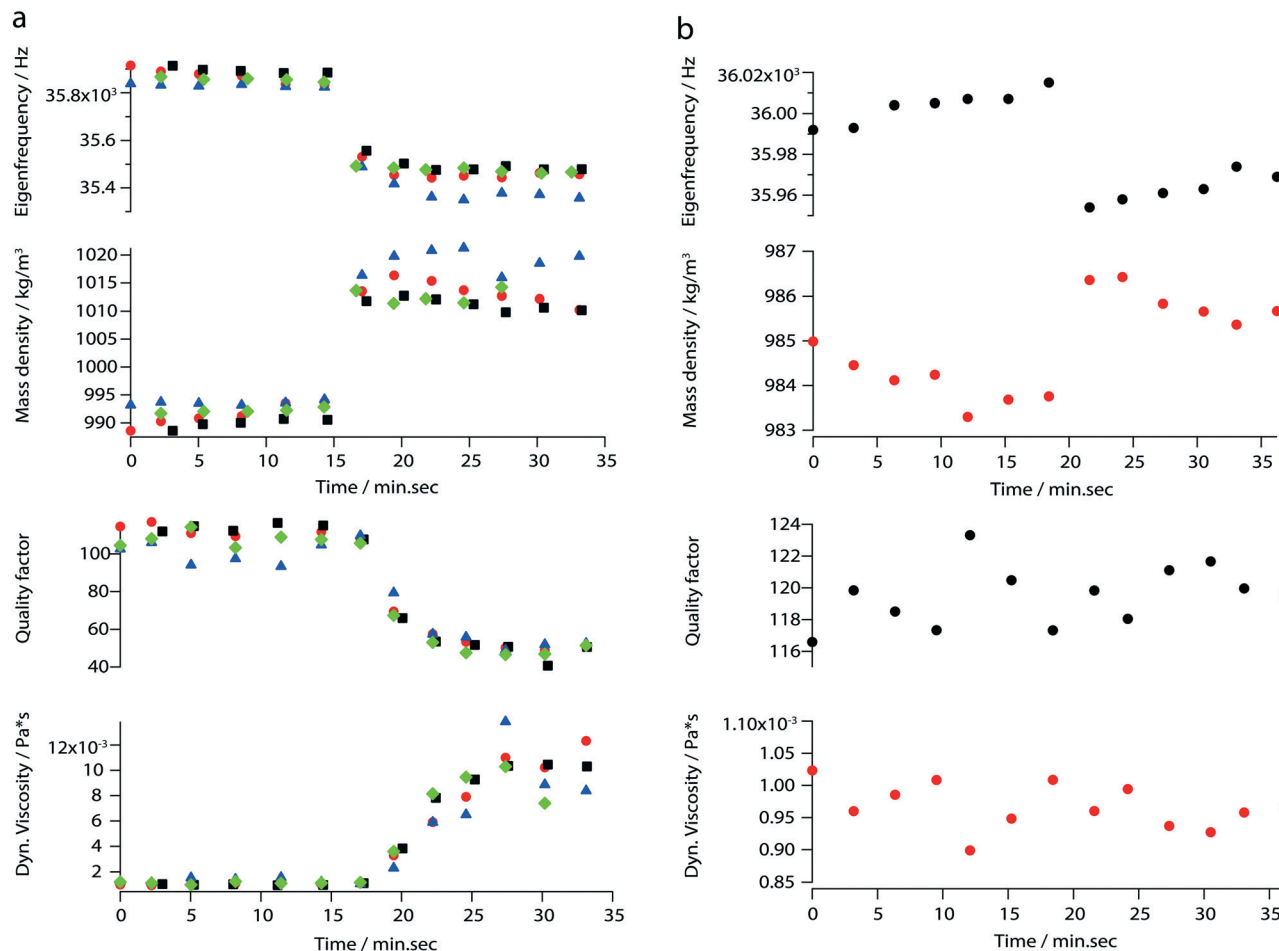 a
Eigenfrequency / Hz
35.8x10³
35.6
35.4
Mass density / kg/m³
1020
1015
1010
1005
1000
995
990
0 5 10 15 20 25 30 35
Time / min.sec
Quality factor
100
80
60
40
Dyn. Viscosity / Pa*s
12x10⁻³
10
8
6
4
2
0 5 10 15 20 25 30 35
Time / min.sec
b
Eigenfrequency / Hz
36.02x10³
36.00
35.98
35.96
Mass density / kg/m³
987
986
985
984
983
0 5 10 15 20 25 30 35
Time / min.sec
Quality factor
124
122
120
118
116
Dyn. Viscosity / Pa*s
1.10x10⁻³
1.05
1.00
0.95
0.90
0.85
0 5 10 15 20 25 30 35
Time / min.sec